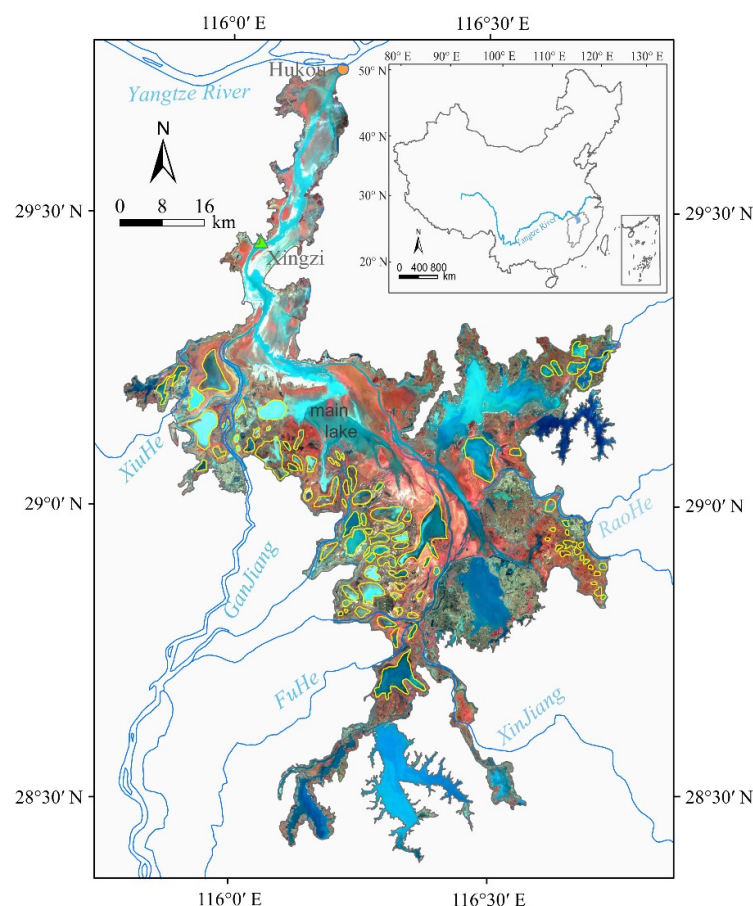 116°0′ E
116°30′ E
Hukou
Yangtze River
N
0 8 16
km
29°30′ N
29°30′ N
Xingzi
80° E
90° E
100° E
110° E
120° E
130° E
50° N
40° N
30° N
20° N
Yangtze River
N
0 400 800
km
main
lake
XiuHe
29°0′ N
29°0′ N
RaoHe
GanJiang
FuHe
XinJiang
28°30′ N
28°30′ N
116°0′ E
116°30′ E